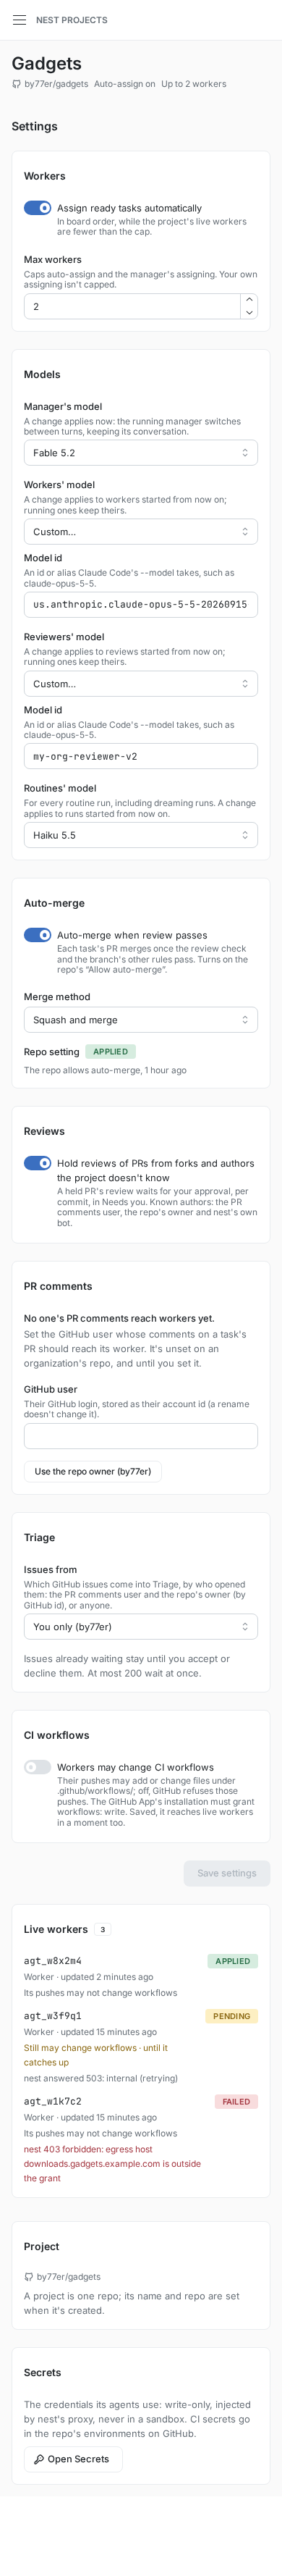 NEST PROJECTS
Gadgets
by77er/gadgets Auto-assign on Up to 2 workers
Settings
Workers
Assign ready tasks automatically
In board order, while the project's live workers
are fewer than the cap.
Max workers
Caps auto-assign and the manager's assigning. Your own
assigning isn't capped.
2
Models
Manager's model
A change applies now: the running manager switches
between turns, keeping its conversation.
Fable 5.2
Workers' model
A change applies to workers started from now on;
running ones keep theirs.
Custom...
Model id
An id or alias Claude Code's --model takes, such as
claude-opus-5-5.
us.anthropic.claude-opus-5-5-20260915
Reviewers' model
A change applies to reviews started from now on;
running ones keep theirs.
Custom...
Model id
An id or alias Claude Code's --model takes, such as
claude-opus-5-5.
my-org-reviewer-v2
Routines' model
For every routine run, including dreaming runs. A change
applies to runs started from now on.
Haiku 5.5
Auto-merge
Auto-merge when review passes
Each task's PR merges once the review check
and the branch's other rules pass. Turns on the
repo's "Allow auto-merge".
Merge method
Squash and merge
Repo setting APPLIED
The repo allows auto-merge, 1 hour ago
Reviews
Hold reviews of PRs from forks and authors
the project doesn't know
A held PR's review waits for your approval, per
commit, in Needs you. Known authors: the PR
comments user, the repo's owner and nest's own
bot.
PR comments
No one's PR comments reach workers yet.
Set the GitHub user whose comments on a task's
PR should reach its worker. It's unset on an
organization's repo, and until you set it.
GitHub user
Their GitHub login, stored as their account id (a rename
doesn't change it).
Use the repo owner (by77er)
Triage
Issues from
Which GitHub issues come into Triage, by who opened
them: the PR comments user and the repo's owner (by
GitHub id), or anyone.
You only (by77er)
Issues already waiting stay until you accept or
decline them. At most 200 wait at once.
CI workflows
Workers may change CI workflows
Their pushes may add or change files under
.github/workflows/; off, GitHub refuses those
pushes. The GitHub App's installation must grant
workflows: write. Saved, it reaches live workers
in a moment too.
Save settings
Live workers 3
agt_w8x2m4 APPLIED
Worker · updated 2 minutes ago
Its pushes may not change workflows
agt_w3f9q1 PENDING
Worker · updated 15 minutes ago
Still may change workflows · until it
catches up
nest answered 503: internal (retrying)
agt_w1k7c2 FAILED
Worker · updated 15 minutes ago
Its pushes may not change workflows
nest 403 forbidden: egress host
downloads.gadgets.example.com is outside
the grant
Project
by77er/gadgets
A project is one repo; its name and repo are set
when it's created.
Secrets
The credentials its agents use: write-only, injected
by nest's proxy, never in a sandbox. CI secrets go
in the repo's environments on GitHub.
Open Secrets